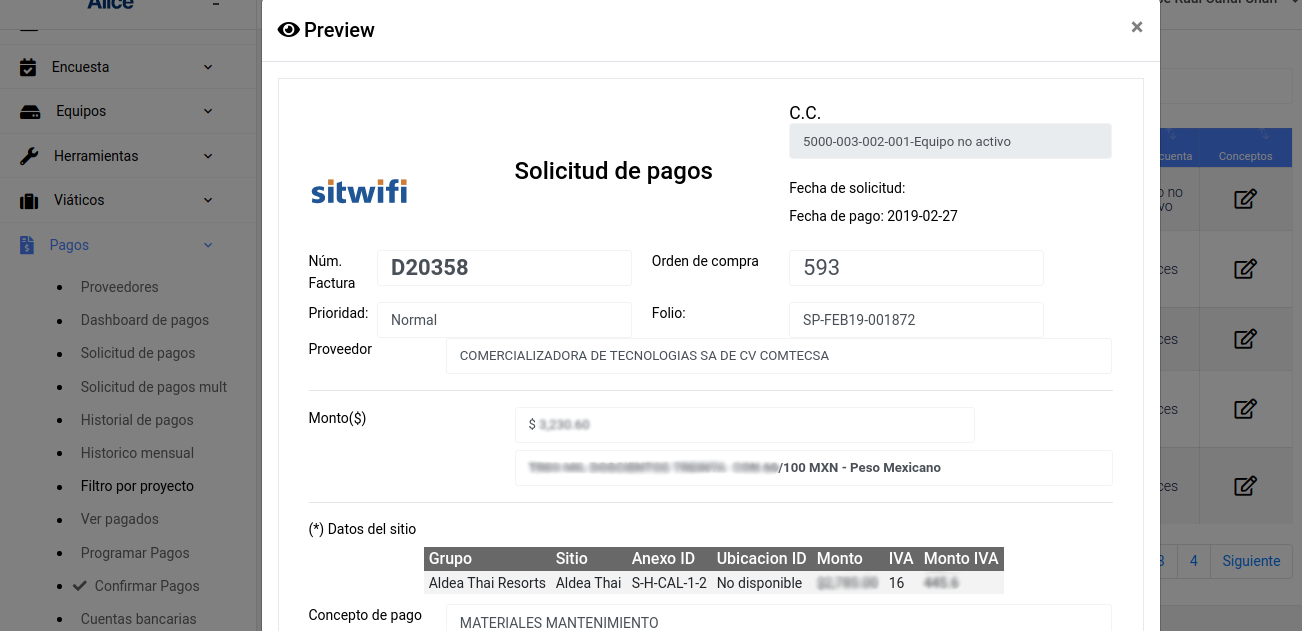 Alice
Encuesta
Equipos
Herramientas
Viáticos
Pagos
Proveedores
Dashboard de pagos
Solicitud de pagos
Solicitud de pagos mult
Historial de pagos
Historico mensual
Filtro por proyecto
Ver pagados
Programar Pagos
Confirmar Pagos
Cuentas bancarias
Preview
×
C.C.
5000-003-002-001-Equipo no activo
sitwifi
Solicitud de pagos
Fecha de solicitud:
Fecha de pago: 2019-02-27
Núm. Factura
D20358
Orden de compra
593
Prioridad:
Normal
Folio:
SP-FEB19-001872
Proveedor
COMERCIALIZADORA DE TECNOLOGIAS SA DE CV COMTECSA
Monto($)
$
/100 MXN - Peso Mexicano
(*) Datos del sitio
Grupo Sitio Anexo ID Ubicacion ID Monto IVA Monto IVA
Aldea Thai Resorts Aldea Thai S-H-CAL-1-2 No disponible 16
Concepto de pago
MATERIALES MANTENIMIENTO
cuenta Conceptos
no
vo
ces
ces
ces
ces
3 4 Siguiente